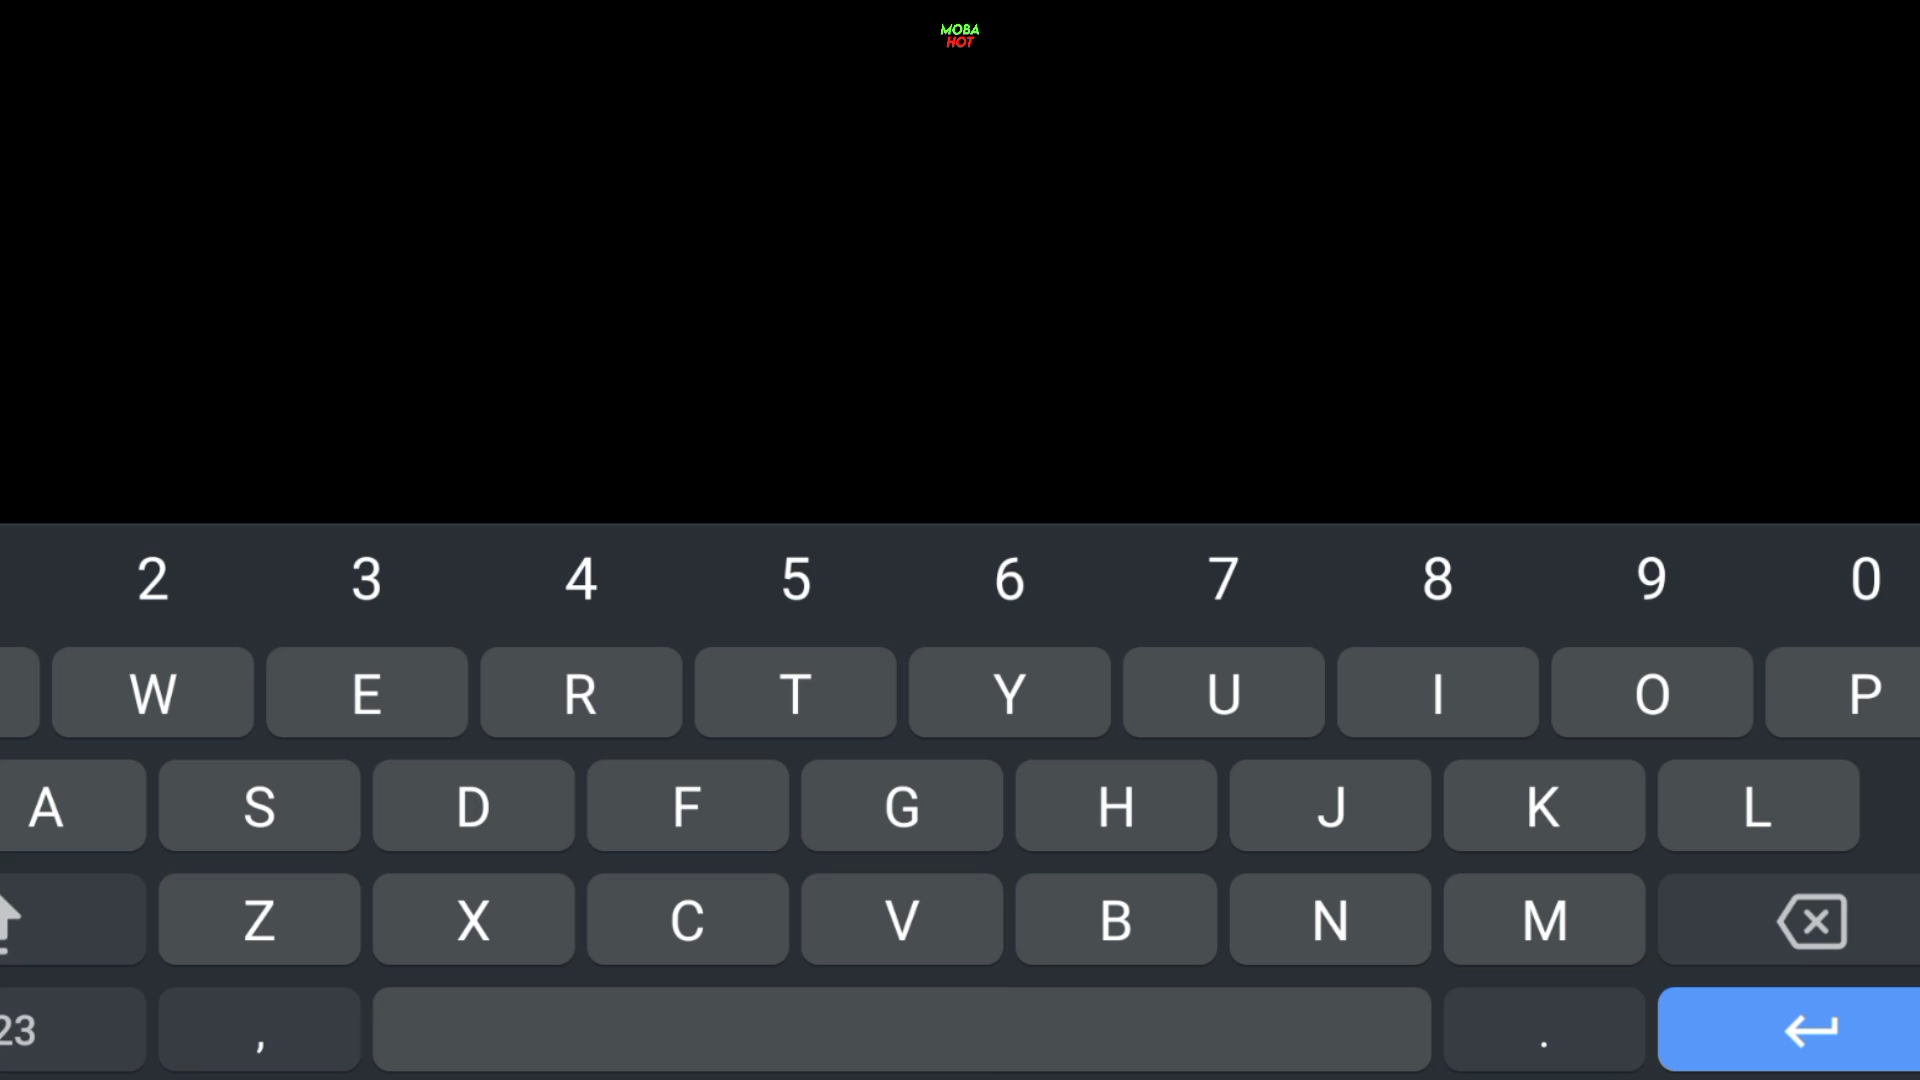 MOBA
HOT
2 3 4 5 6 7 8 9 0
W E R T Y U I O P
A S D F G H J K L
Z X C V B N M
23 , .